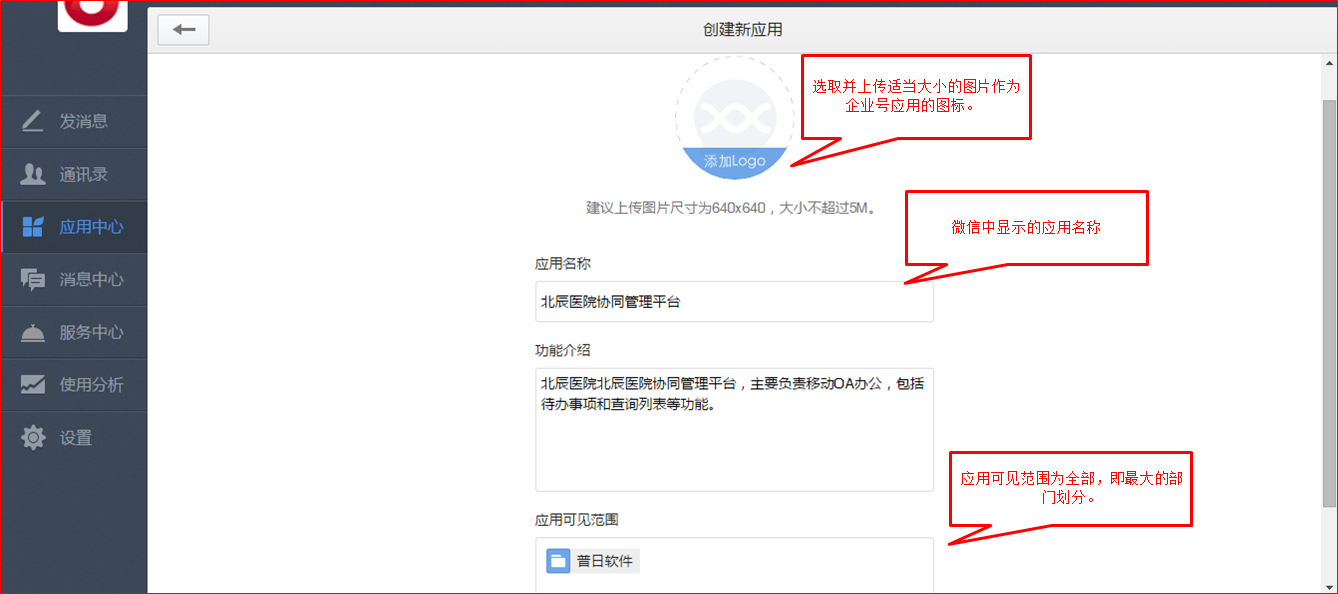 创建新应用
选取并上传适当大小的图片作为
企业号应用的图标。
发消息
通讯录
添加Logo
建议上传图片尺寸为640x640，大小不超过5M。
应用中心
微信中显示的应用名称
应用名称
消息中心
北辰医院协同管理平台
服务中心
功能介绍
使用分析
北辰医院北辰医院协同管理平台，主要负责移动OA办公，包括
待办事项和查询列表等功能。
设置
应用可见范围为全部，即最大的部
门划分。
应用可见范围
普日软件